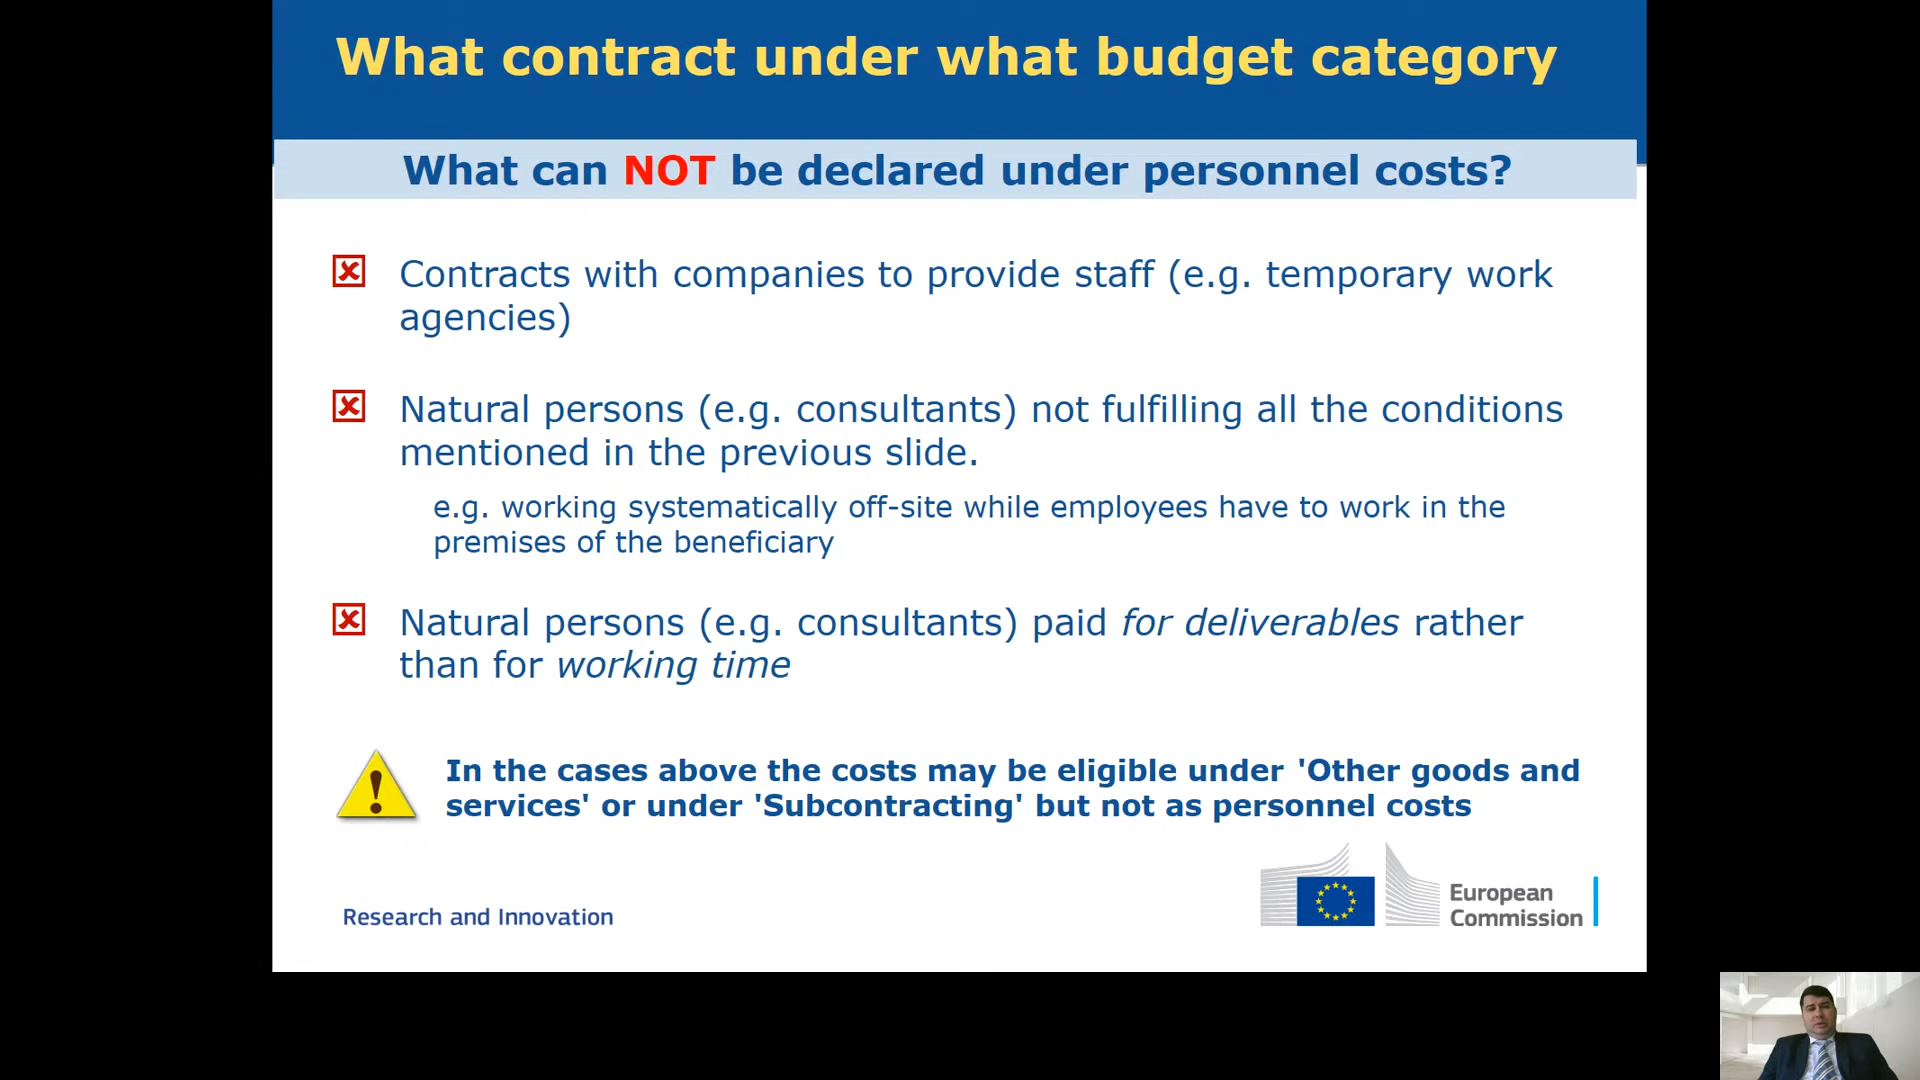 What contract under what budget category
What can NOT be declared under personnel costs?
Contracts with companies to provide staff (e.g. temporary work
agencies)
Natural persons (e.g. consultants) not fulfilling all the conditions
mentioned in the previous slide.
e.g. working systematically off-site while employees have to work in the
premises of the beneficiary
Natural persons (e.g. consultants) paid for deliverables rather
than for working time
In the cases above the costs may be eligible under 'Other goods and
services' or under 'Subcontracting' but not as personnel costs
Research and Innovation
European
Commission